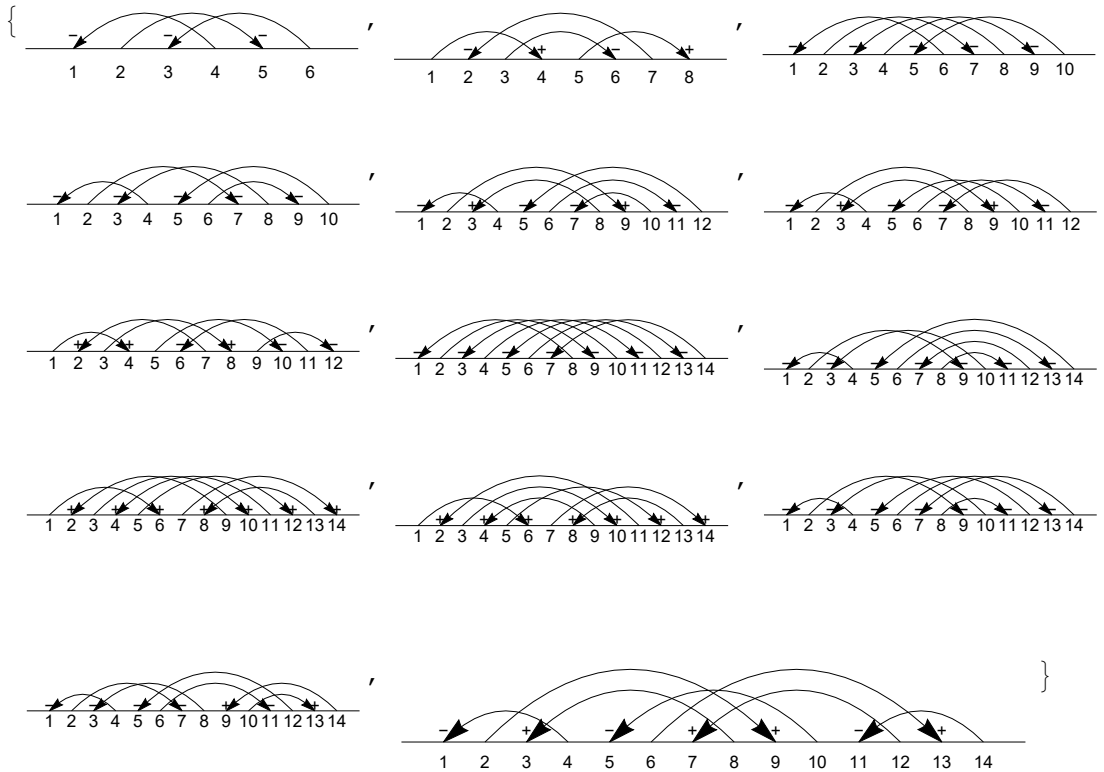 { − − − , − + − + , − − − − −
1 2 3 4 5 6 1 2 3 4 5 6 7 8 1 2 3 4 5 6 7 8 9 10
− − − − − , − + − − + − , − + − − + −
1 2 3 4 5 6 7 8 9 10 1 2 3 4 5 6 7 8 9 10 11 12 1 2 3 4 5 6 7 8 9 10 11 12
+ + − + − − , − − − − − − − , − − − − − − −
1 2 3 4 5 6 7 8 9 10 11 12 1 2 3 4 5 6 7 8 9 10 11 12 13 14 1 2 3 4 5 6 7 8 9 10 11 12 13 14
+ + + + + + + , + + + + + + + , − − − − − − −
1 2 3 4 5 6 7 8 9 10 11 12 13 14 1 2 3 4 5 6 7 8 9 10 11 12 13 14 1 2 3 4 5 6 7 8 9 10 11 12 13 14
− − − − + − + , − + − + + − + }
1 2 3 4 5 6 7 8 9 10 11 12 13 14 1 2 3 4 5 6 7 8 9 10 11 12 13 14